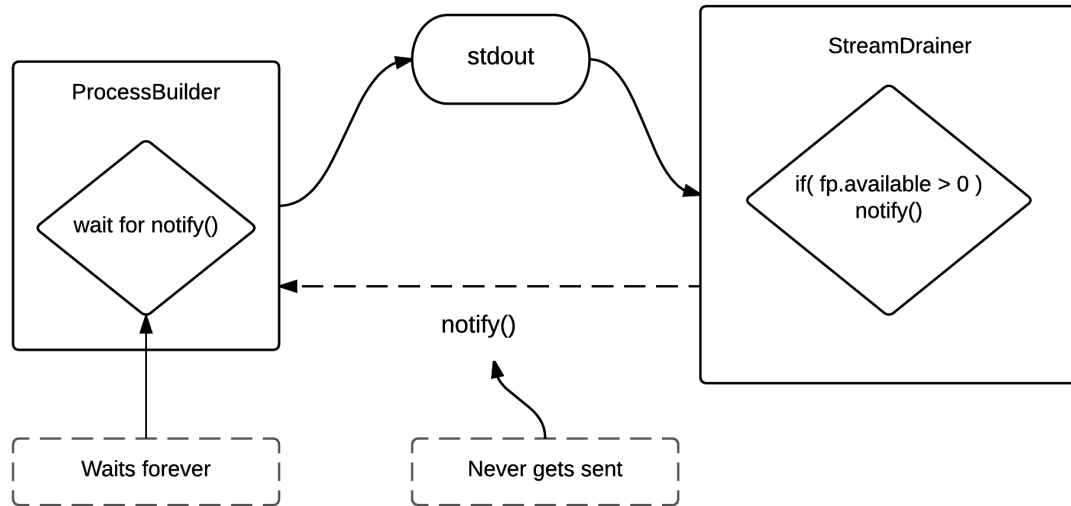 ProcessBuilder
wait for notify()
stdout
StreamDrainer
if( fp.available > 0 )
notify()
notify()
Waits forever
Never gets sent